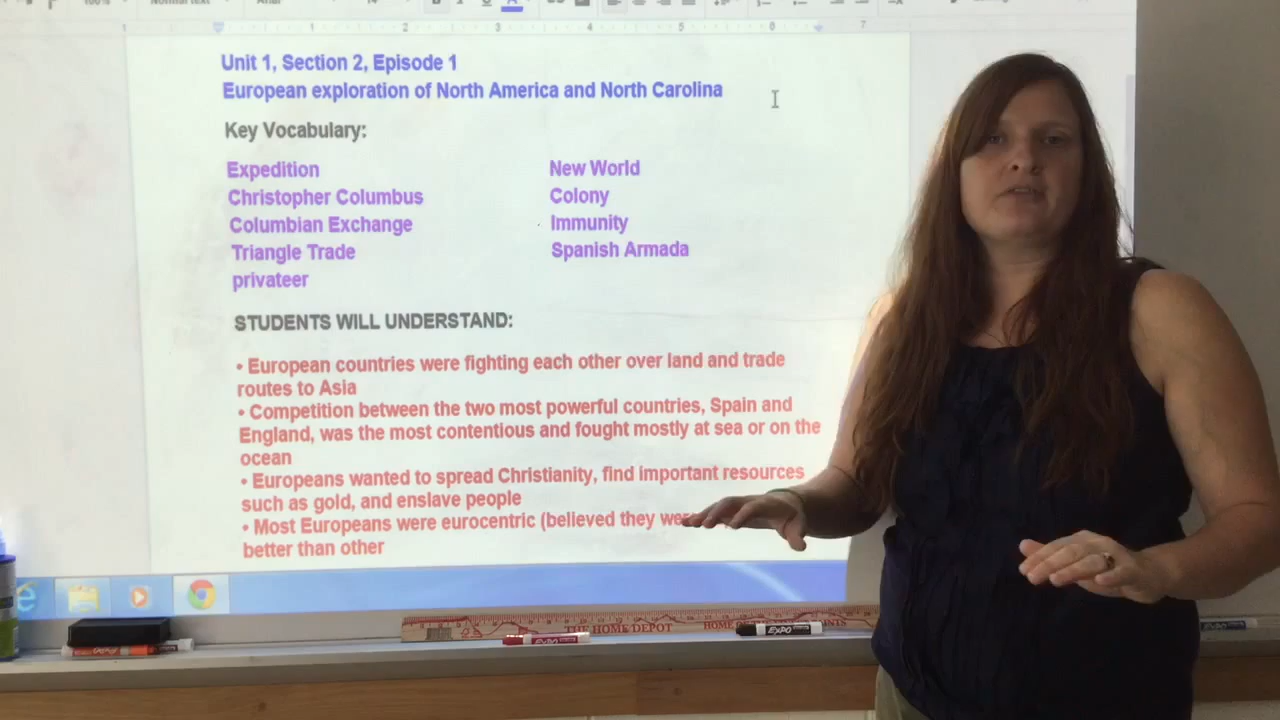 Unit 1, Section 2, Episode 1
European exploration of North America and North Carolina
Key Vocabulary:
Expedition New World
Christopher Columbus Colony
Columbian Exchange Immunity
Triangle Trade Spanish Armada
privateer
STUDENTS WILL UNDERSTAND:
• European countries were fighting each other over land and trade
routes to Asia
• Competition between the two most powerful countries, Spain and
England, was the most contentious and fought mostly at sea or on the
ocean
• Europeans wanted to spread Christianity, find important resources
such as gold, and enslave people
• Most Europeans were eurocentric (believed they
better than other
THE HOME DEPOT
EXPO
EXPO